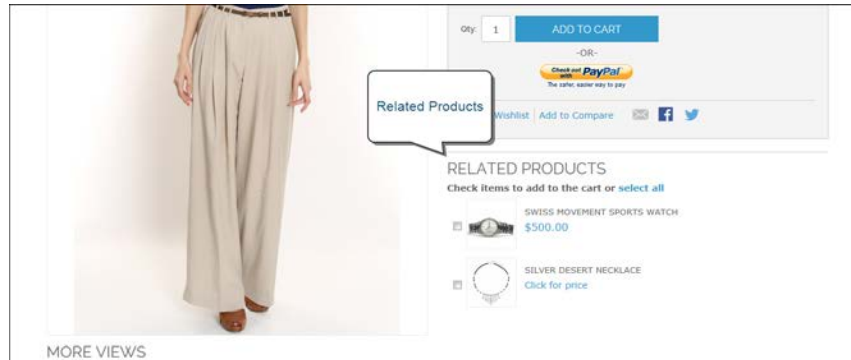 Qty: 1 ADD TO CART
-OR-
Check out with PayPal
The safer, easier way to pay
Related Products
Wishlist Add to Compare
RELATED PRODUCTS
Check items to add to the cart or select all
SWISS MOVEMENT SPORTS WATCH
$500.00
SILVER DESERT NECKLACE
Click for price
MORE VIEWS